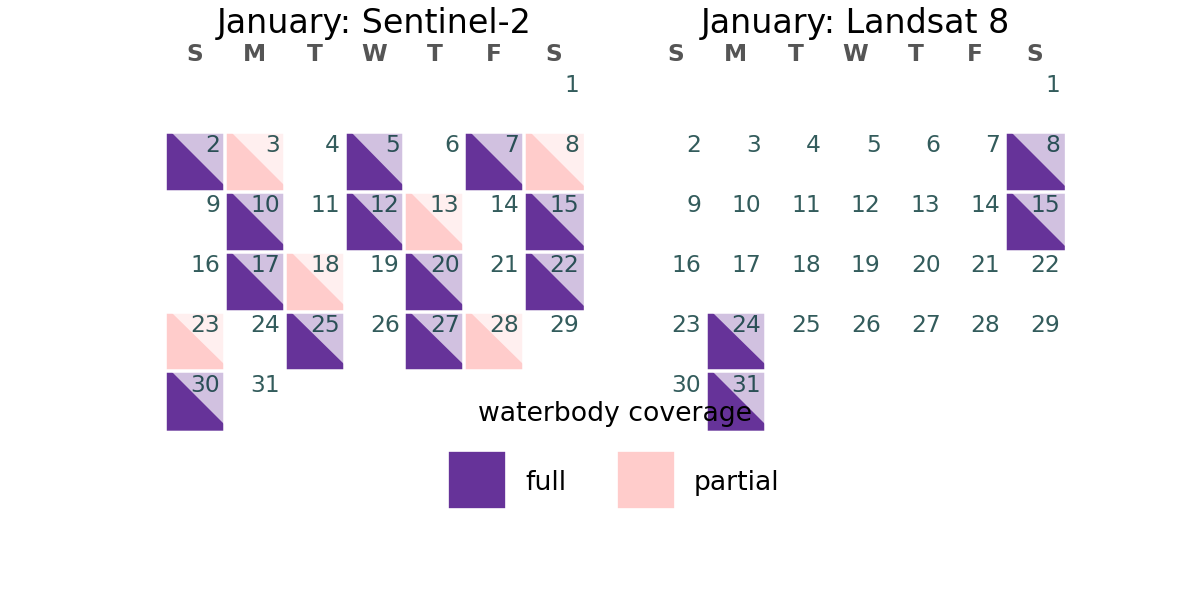 January: Sentinel-2
S M T W T F S
1
2 3 4 5 6 7 8
9 10 11 12 13 14 15
16 17 18 19 20 21 22
23 24 25 26 27 28 29
30 31
January: Landsat 8
S M T W T F S
1
2 3 4 5 6 7 8
9 10 11 12 13 14 15
16 17 18 19 20 21 22
23 24 25 26 27 28 29
30 31
waterbody coverage
full partial